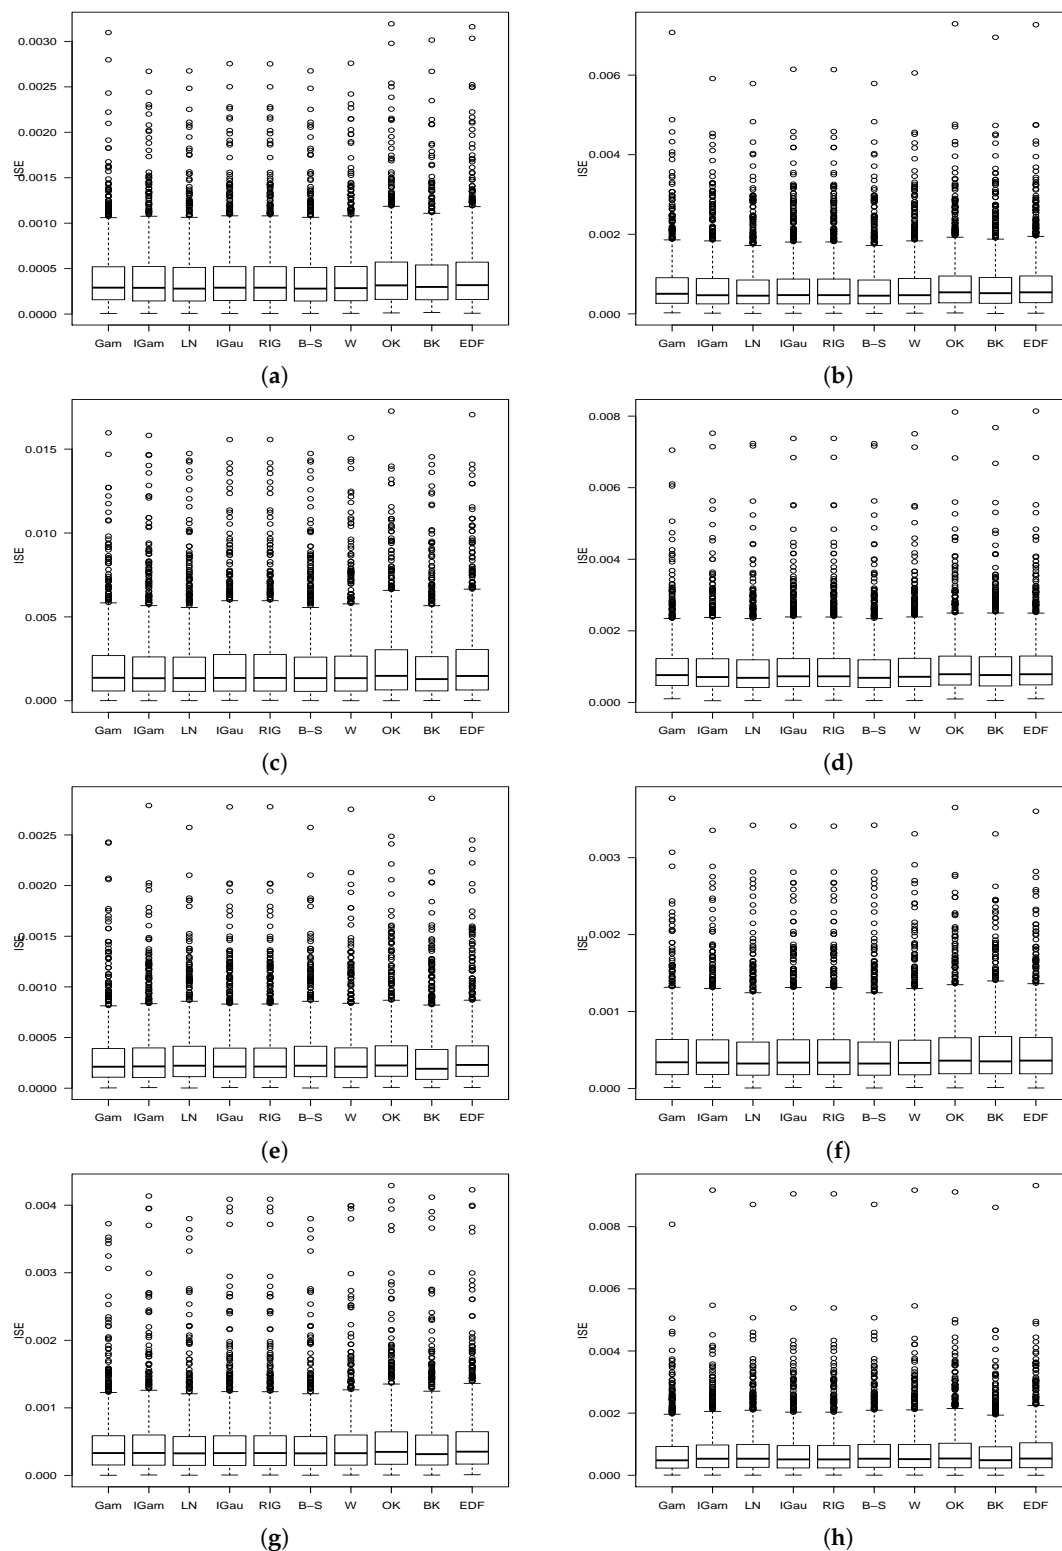 0.0030
0.0025
0.0020
0.0015
0.0010
0.0005
0.0000
ISE
Gam IGam LN IGau RIG B–S W OK BK EDF
(a)
0.006
0.004
0.002
0.000
ISE
Gam IGam LN IGau RIG B–S W OK BK EDF
(b)
0.015
0.010
0.005
0.000
ISE
Gam IGam LN IGau RIG B–S W OK BK EDF
(c)
0.008
0.006
0.004
0.002
0.000
ISE
Gam IGam LN IGau RIG B–S W OK BK EDF
(d)
0.0025
0.0020
0.0015
0.0010
0.0005
0.0000
ISE
Gam IGam LN IGau RIG B–S W OK BK EDF
(e)
0.003
0.002
0.001
0.000
ISE
Gam IGam LN IGau RIG B–S W OK BK EDF
(f)
0.004
0.003
0.002
0.001
0.000
ISE
Gam IGam LN IGau RIG B–S W OK BK EDF
(g)
0.008
0.006
0.004
0.002
0.000
ISE
Gam IGam LN IGau RIG B–S W OK BK EDF
(h)